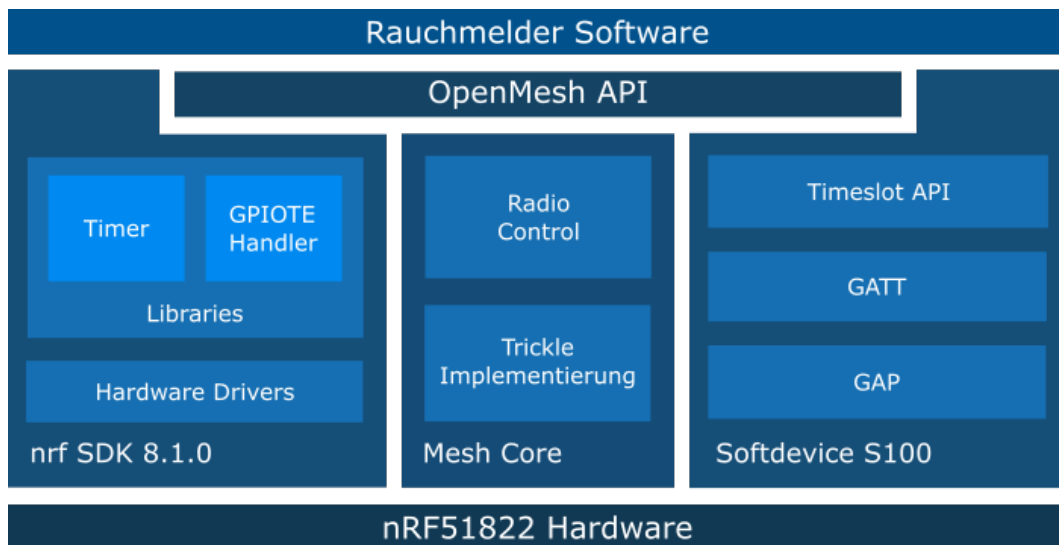 Rauchmelder Software
OpenMesh API
Timer
GPIOTE
Handler
Libraries
Hardware Drivers
nrf SDK 8.1.0
Radio
Control
Trickle
Implementierung
Mesh Core
Timeslot API
GATT
GAP
Softdevice S100
nRF51822 Hardware